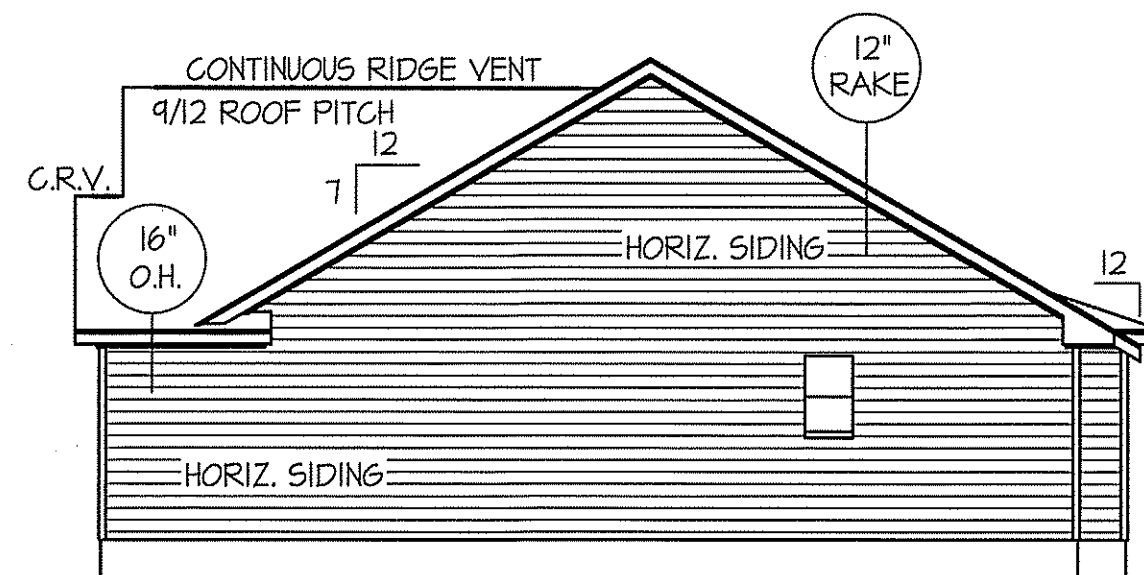 CONTINUOUS RIDGE VENT
9/12 ROOF PITCH
12
7
C.R.V.
16"
O.H.
12"
RAKE
HORIZ. SIDING
12
HORIZ. SIDING